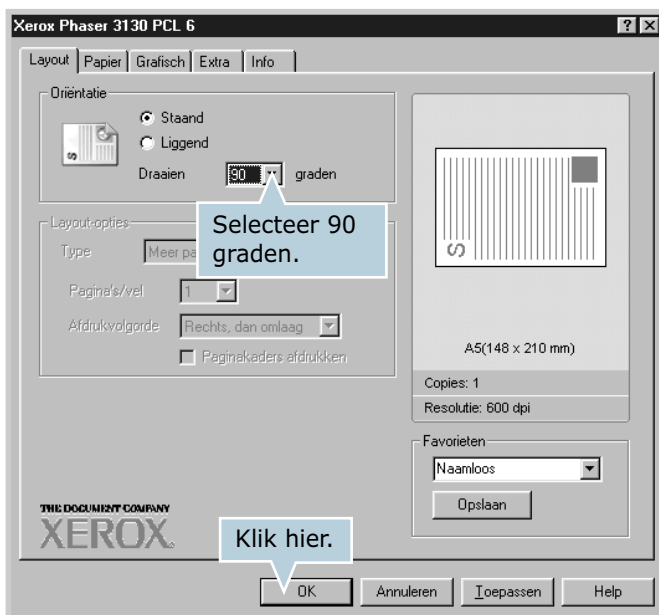 Xerox Phaser 3130 PCL 6
Layout Papier Grafisch Extra Info
Oriëntatie
Staand
Liggend
Draaien 90 graden
Selecteer 90
graden.
Layout-opties
Type Meer pa
Pagina's/vel 1
Afdrukvolgorde Rechts, dan omlaag
Paginakaders afdrukken
S
A5(148 x 210 mm)
Copies: 1
Resolutie: 600 dpi
Favorieten
Naamloos
Opslaan
THE DOCUMENT COMPANY
XEROX
Klik hier.
OK Annuleren Toepassen Help